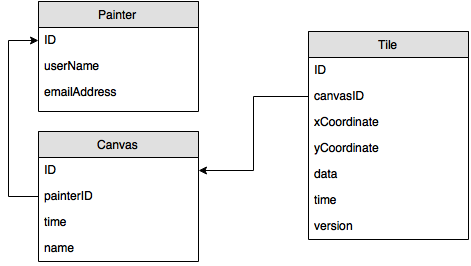 Painter
ID
userName
emailAddress
Canvas
ID
painterID
time
name
Tile
ID
canvasID
xCoordinate
yCoordinate
data
time
version